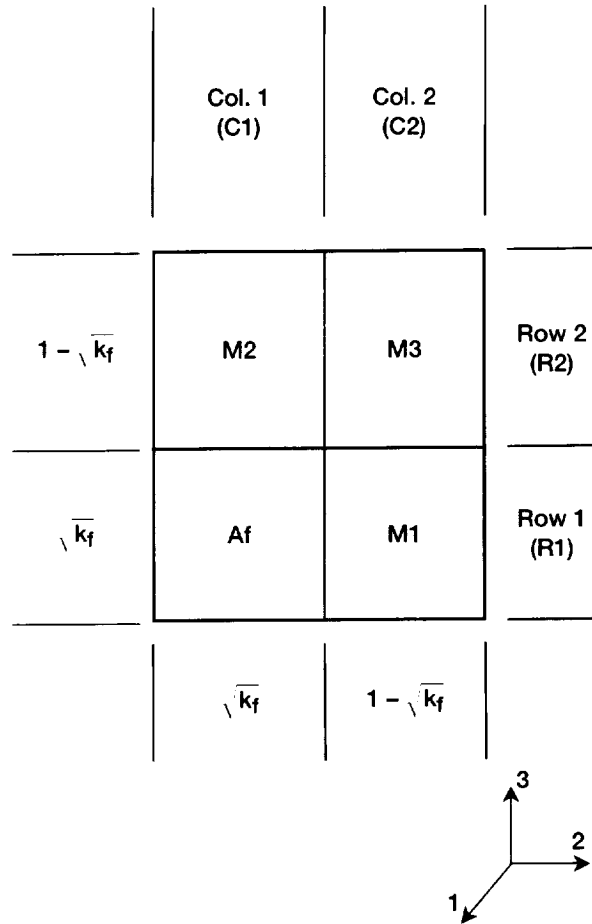 Col. 1
(C1)
Col. 2
(C2)
1 – √kf
M2
M3
Row 2
(R2)
√kf
Af
M1
Row 1
(R1)
√kf
1 – √kf
3
2
1